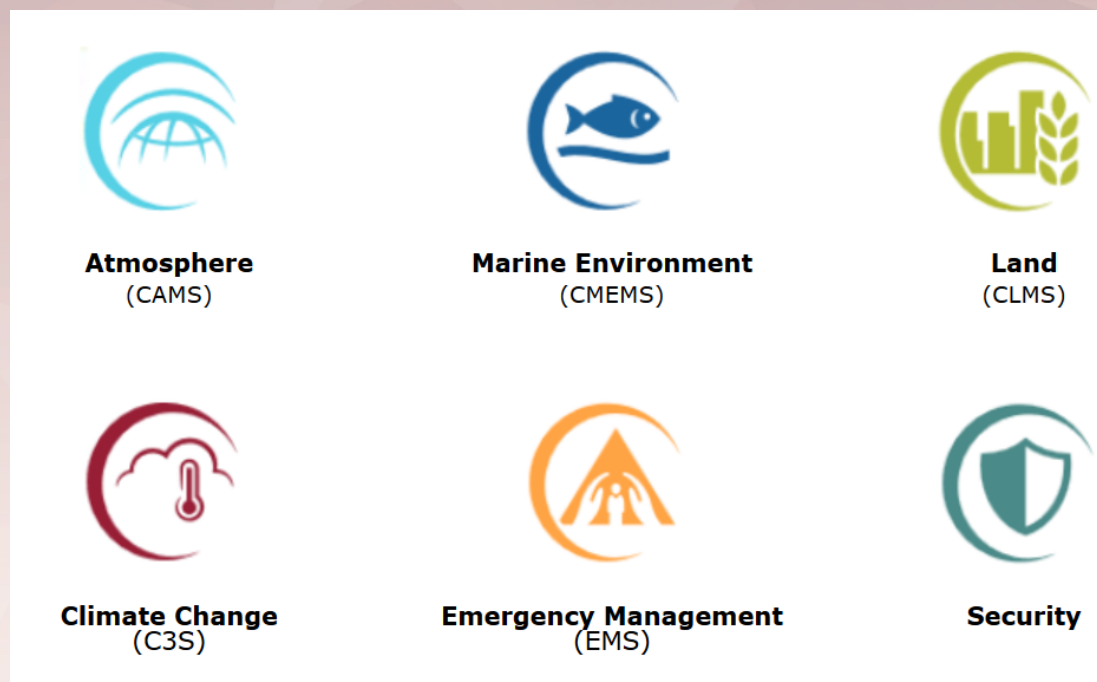 Atmosphere
(CAMS)
Marine Environment
(CMEMS)
Land
(CLMS)
Climate Change
(C3S)
Emergency Management
(EMS)
Security